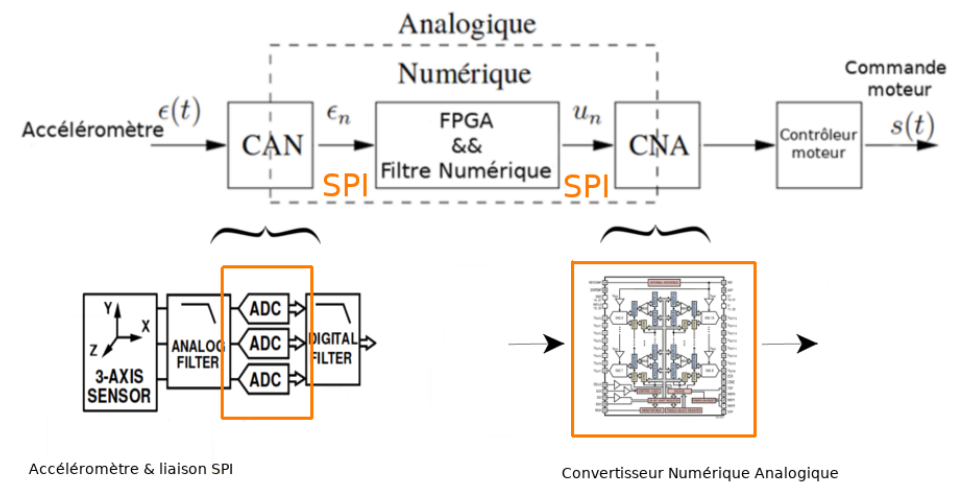 Analogique
Numérique
Commande
moteur
Accéléromètre
ϵ(t)
CAN
ϵn
FPGA
&&
Filtre Numérique
un
CNA
Contrôleur
moteur
s(t)
SPI
SPI
Y
X
Z
3-AXIS
SENSOR
ANALOG
FILTER
ADC
ADC
ADC
DIGITAL
FILTER
Accéléromètre & liaison SPI
Convertisseur Numérique Analogique